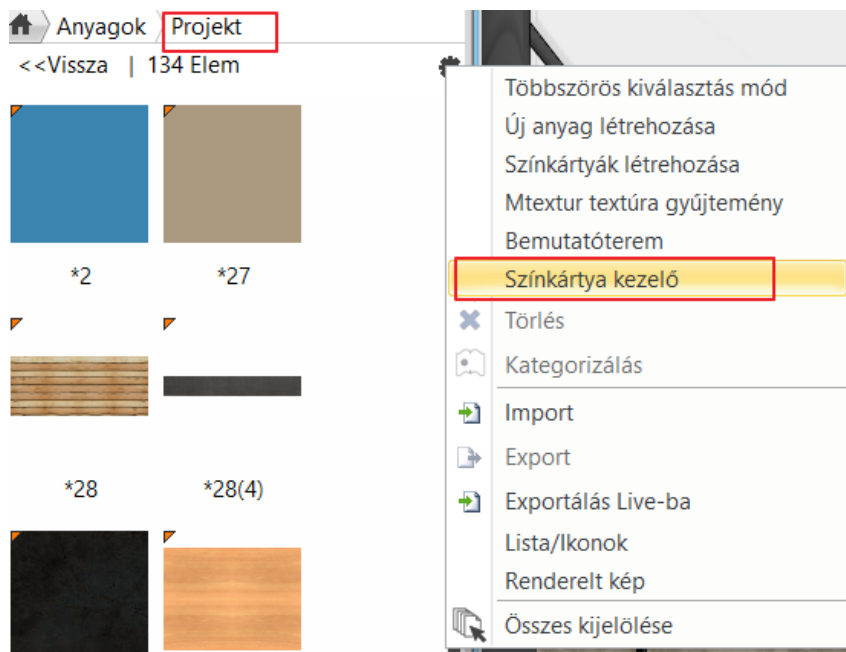 Anyagok Projekt
<<Vissza | 134 Elem
*2 *27
*28 *28(4)
Többszörös kiválasztás mód
Új anyag létrehozása
Színkártyák létrehozása
Mtextur textúra gyűjtemény
Bemutatóterem
Színkártya kezelő
Törlés
Kategorizálás
Import
Export
Exportálás Live-ba
Lista/Ikonok
Renderelt kép
Összes kijelölése